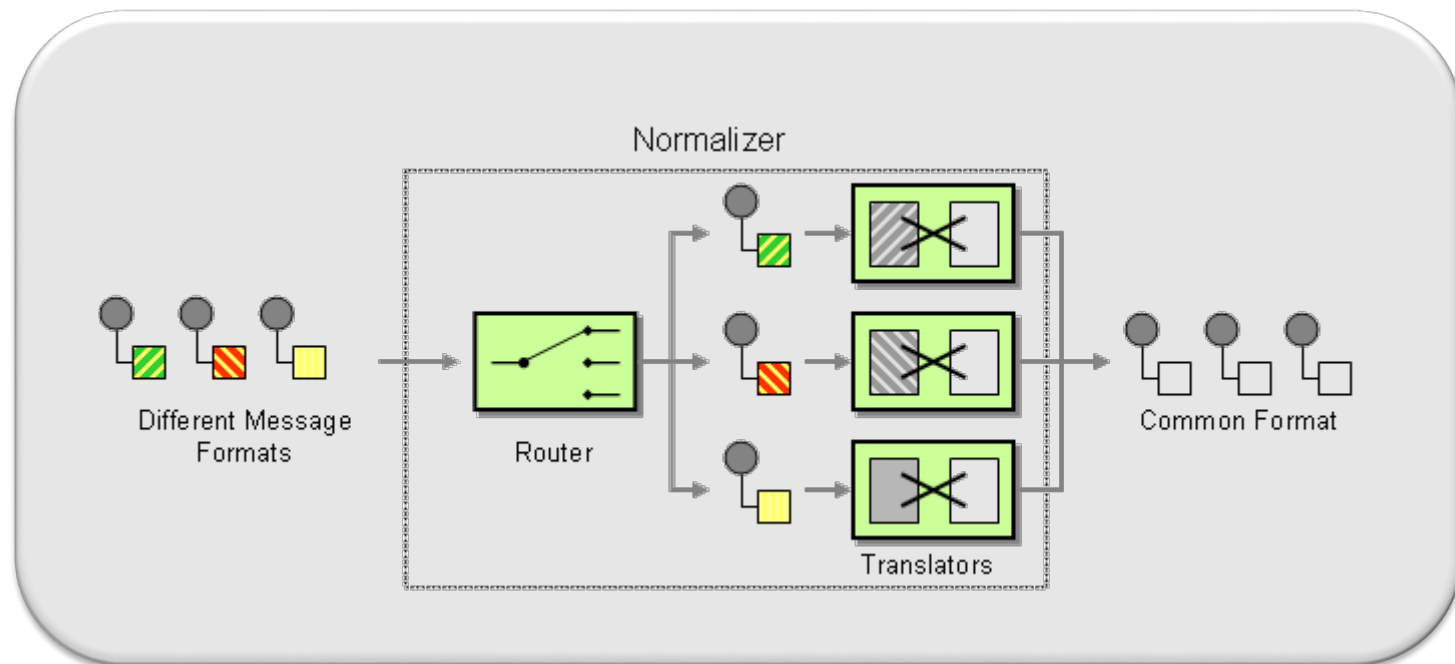 Normalizer
Different Message
Formats
Router
Translators
Common Format